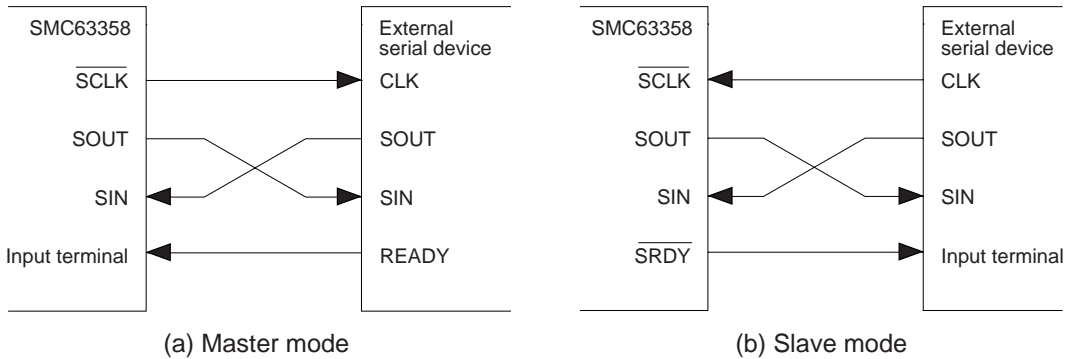 SMC63358
External
serial device
SCLK
CLK
SOUT
SOUT
SIN
SIN
Input terminal
READY
(a) Master mode
SMC63358
External
serial device
SCLK
CLK
SOUT
SOUT
SIN
SIN
SRDY
Input terminal
(b) Slave mode